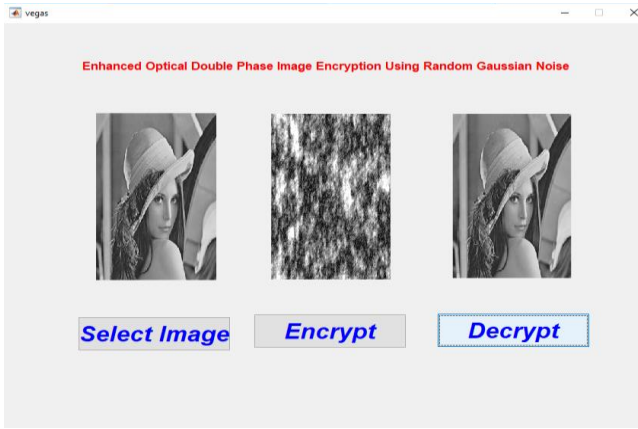 vegas
Enhanced Optical Double Phase Image Encryption Using Random Gaussian Noise
Select Image
Encrypt
Decrypt